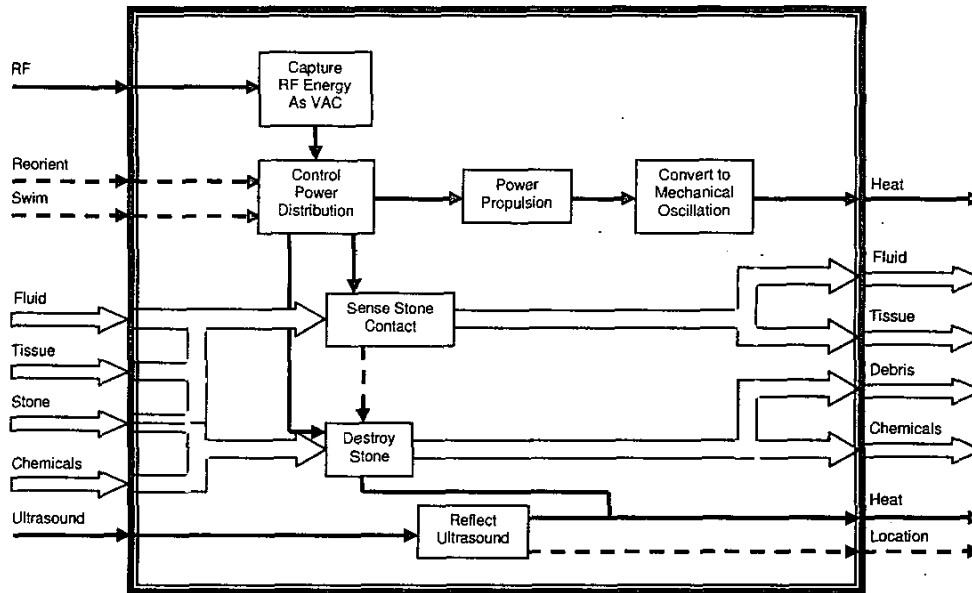 RF
Capture
RF Energy
As VAC
Reorient
Swim
Control
Power
Distribution
Power
Propulsion
Convert to
Mechanical
Oscillation
Heat
Fluid
Tissue
Stone
Chemicals
Sense Stone
Contact
Fluid
Tissue
Debris
Chemicals
Destroy
Stone
Ultrasound
Reflect
Ultrasound
Heat
Location